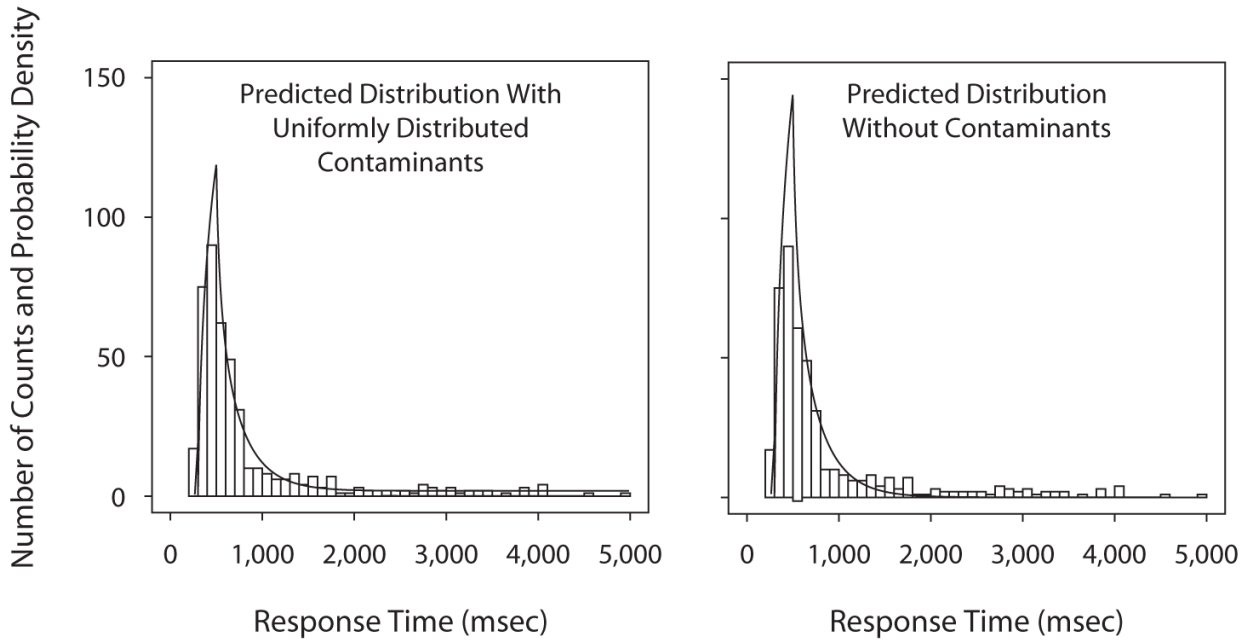 Number of Counts and Probability Density
150
100
50
0
Predicted Distribution With
Uniformly Distributed
Contaminants
0 1,000 2,000 3,000 4,000 5,000
Response Time (msec)
Predicted Distribution
Without Contaminants
0 1,000 2,000 3,000 4,000 5,000
Response Time (msec)